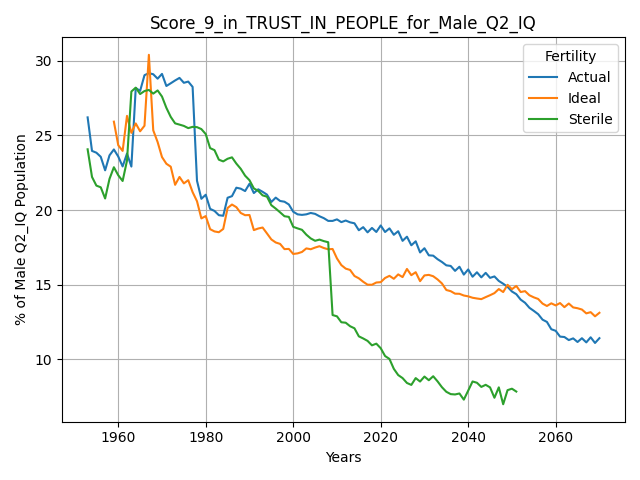 Score_9_in_TRUST_IN_PEOPLE_for_Male_Q2_IQ
Fertility
Actual
Ideal
Sterile
% of Male Q2_IQ Population
30
25
20
15
10
1960
1980
2000
2020
2040
2060
Years